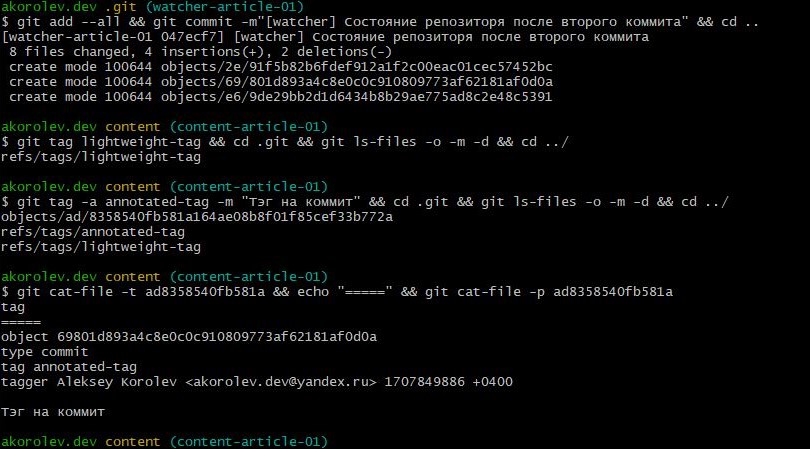 akorolev.dev .git (watcher-article-01)
$ git add --all && git commit -m"[watcher] Состояние репозиторя после второго коммита" && cd ..
[watcher-article-01 047ecf7] [watcher] Состояние репозиторя после второго коммита
 8 files changed, 4 insertions(+), 2 deletions(-)
 create mode 100644 objects/2e/91f5b82b6fdef912a1f2c00eac01cec57452bc
 create mode 100644 objects/69/801d893a4c8e0c0c910809773af62181af0d0a
 create mode 100644 objects/e6/9de29bb2d1d6434b8b29ae775ad8c2e48c5391
akorolev.dev content (content-article-01)
$ git tag lightweight-tag && cd .git && git ls-files -o -m -d && cd ../
refs/tags/lightweight-tag
akorolev.dev content (content-article-01)
$ git tag -a annotated-tag -m "Тэг на коммит" && cd .git && git ls-files -o -m -d && cd ../
objects/ad/8358540fb581a164ae08b8f01f85cef33b772a
refs/tags/annotated-tag
refs/tags/lightweight-tag
akorolev.dev content (content-article-01)
$ git cat-file -t ad8358540fb581a && echo "=====" && git cat-file -p ad8358540fb581a
tag
=====
object 69801d893a4c8e0c0c910809773af62181af0d0a
type commit
tag annotated-tag
tagger Aleksey Korolev <akorolev.dev@yandex.ru> 1707849886 +0400
Тэг на коммит
akorolev.dev content (content-article-01)